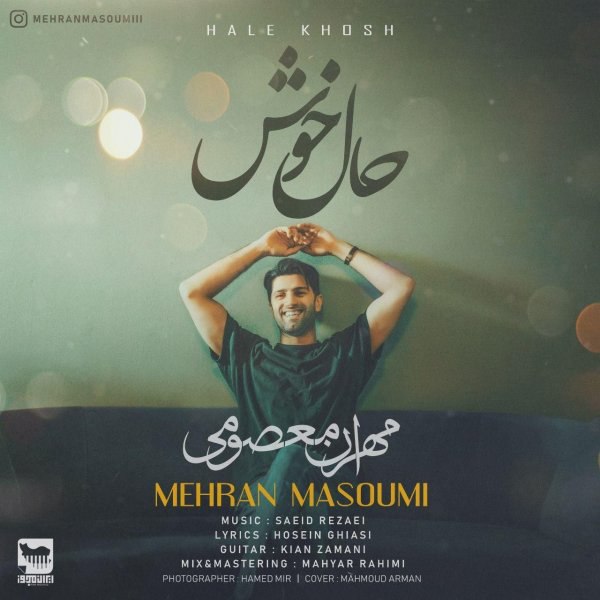 MEHRANMASOUMIII
HALE KHOSH
حال خوش
مهران معصومی
MEHRAN MASOUMI
MUSIC : SAEID REZAEI
LYRICS : HOSEIN GHIASI
GUITAR : KIAN ZAMANI
MIX&MASTERING : MAHYAR RAHIMI
PHOTOGRAPHER : HAMED MIR | COVER : MAHMOUD ARMAN